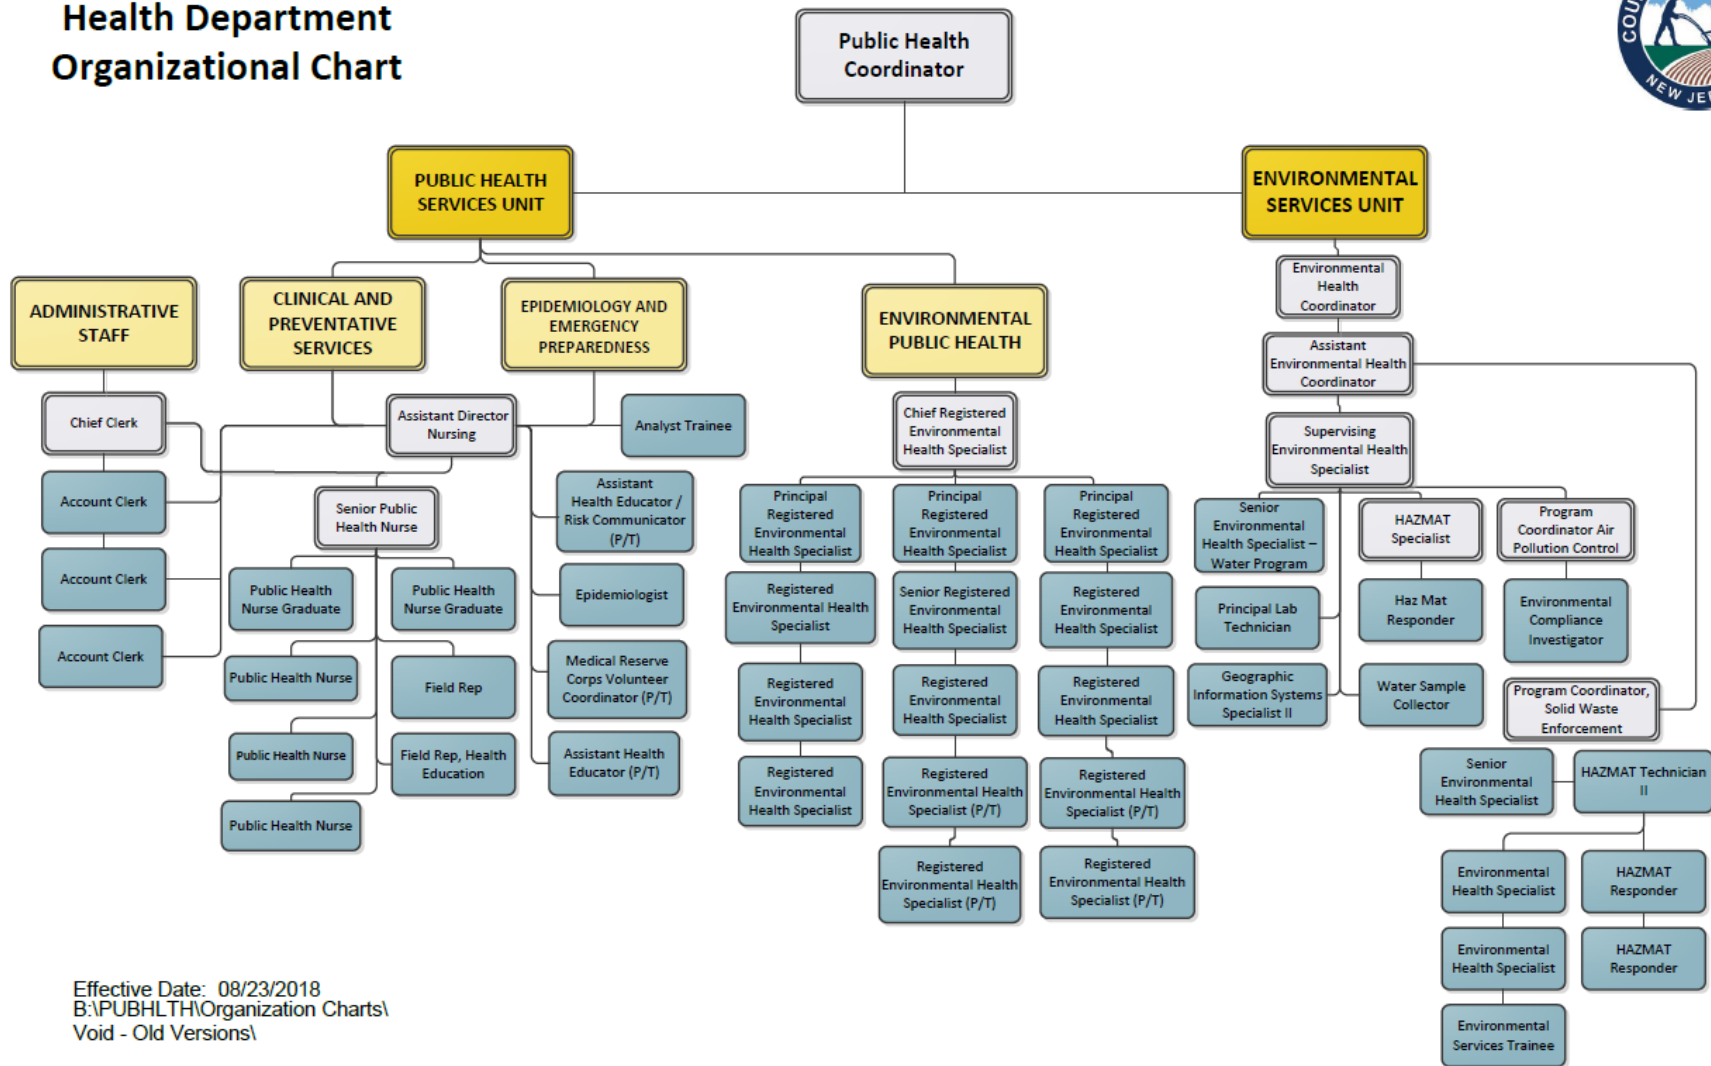 Health Department
Organizational Chart
Public Health
Coordinator
COU
NEW JE
PUBLIC HEALTH
SERVICES UNIT
ENVIRONMENTAL
SERVICES UNIT
ADMINISTRATIVE
STAFF
CLINICAL AND
PREVENTATIVE
SERVICES
EPIDEMIOLOGY AND
EMERGENCY
PREPAREDNESS
ENVIRONMENTAL
PUBLIC HEALTH
Environmental
Health
Coordinator
Assistant
Environmental Health
Coordinator
Supervising
Environmental Health
Specialist
Chief Clerk
Account Clerk
Account Clerk
Account Clerk
Assistant Director
Nursing
Analyst Trainee
Senior Public
Health Nurse
Public Health
Nurse Graduate
Public Health
Nurse Graduate
Public Health Nurse
Field Rep
Public Health Nurse
Field Rep, Health
Education
Public Health Nurse
Assistant
Health Educator /
Risk Communicator
(P/T)
Epidemiologist
Medical Reserve
Corps Volunteer
Coordinator (P/T)
Assistant Health
Educator (P/T)
Chief Registered
Environmental
Health Specialist
Principal
Registered
Environmental
Health Specialist
Registered
Environmental Health
Specialist
Registered
Environmental
Health Specialist
Registered
Environmental
Health Specialist
Principal
Registered
Environmental
Health Specialist
Senior Registered
Environmental
Health Specialist
Registered
Environmental
Health Specialist
Registered
Environmental Health
Specialist (P/T)
Registered
Environmental Health
Specialist (P/T)
Principal
Registered
Environmental
Health Specialist
Registered
Environmental
Health Specialist
Registered
Environmental
Health Specialist
Registered
Environmental Health
Specialist (P/T)
Registered
Environmental Health
Specialist (P/T)
Senior
Environmental
Health Specialist –
Water Program
Principal Lab
Technician
Geographic
Information Systems
Specialist II
HAZMAT
Specialist
Haz Mat
Responder
Water Sample
Collector
Program
Coordinator Air
Pollution Control
Environmental
Compliance
Investigator
Program Coordinator,
Solid Waste
Enforcement
Senior
Environmental
Health Specialist
HAZMAT Technician
II
Environmental
Health Specialist
HAZMAT
Responder
Environmental
Health Specialist
HAZMAT
Responder
Environmental
Services Trainee
Effective Date: 08/23/2018
B:\PUBHLTH\Organization Charts\
Void - Old Versions\